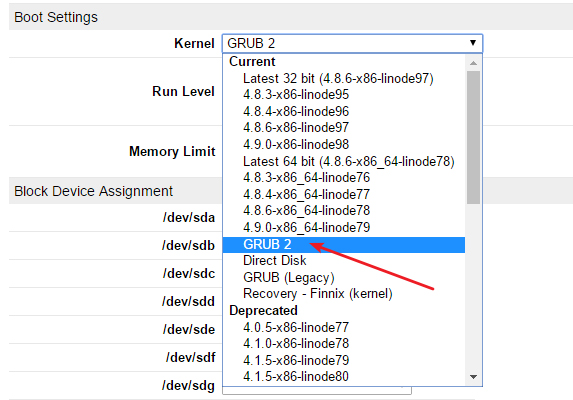 Boot Settings
Kernel GRUB 2
Current
Latest 32 bit (4.8.6-x86-linode97)
4.8.3-x86-linode95
Run Level
4.8.4-x86-linode96
4.8.6-x86-linode97
4.9.0-x86-linode98
Memory Limit
Latest 64 bit (4.8.6-x86_64-linode78)
4.8.3-x86_64-linode76
Block Device Assignment
4.8.4-x86_64-linode77
/dev/sda
4.8.6-x86_64-linode78
4.9.0-x86_64-linode79
/dev/sdb
GRUB 2
Direct Disk
/dev/sdc
GRUB (Legacy)
Recovery - Finnix (kernel)
/dev/sdd
Deprecated
/dev/sde
4.0.5-x86-linode77
4.1.0-x86-linode78
/dev/sdf
4.1.5-x86-linode79
4.1.5-x86-linode80
/dev/sdg